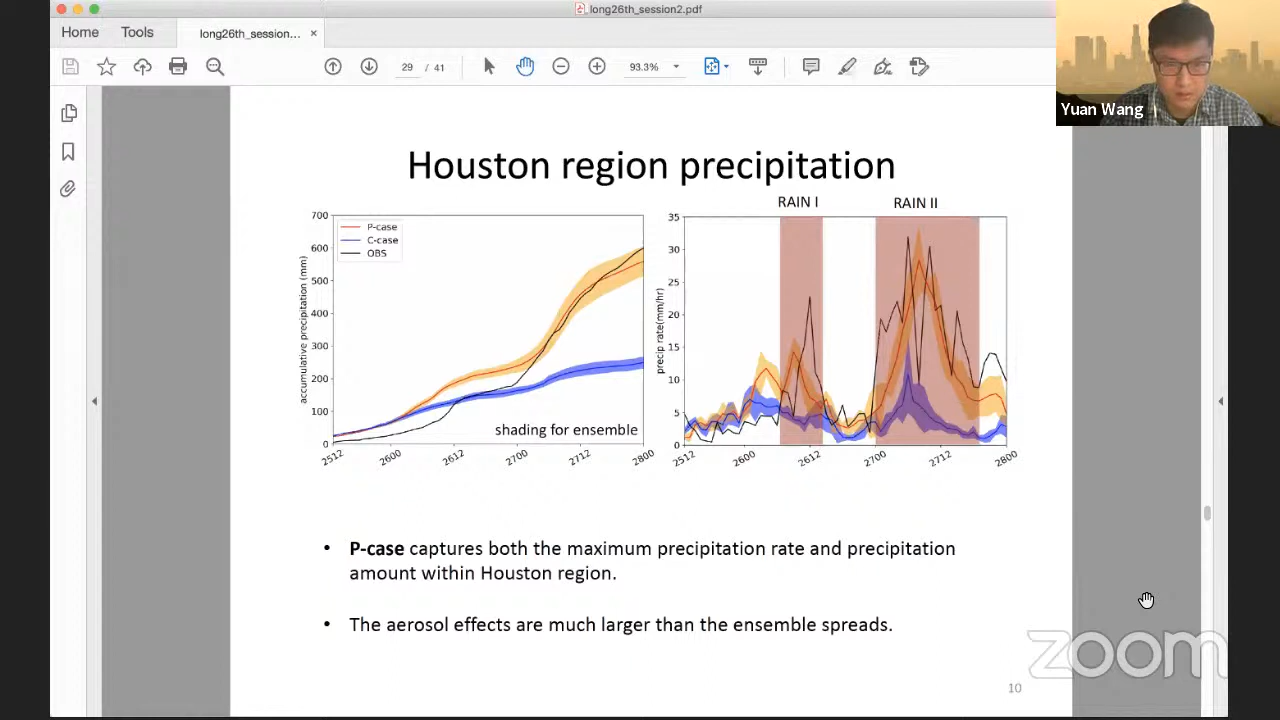 long26th_session2.pdf
Home
Tools
long26th_session...
×
29 / 41
93.3%
Yuan Wang
Houston region precipitation
RAIN I
RAIN II
P-case
C-case
OBS
700
600
500
400
300
200
100
0
accumulative precipitation (mm)
shading for ensemble
2512
2600
2612
2700
2712
2800
35
30
25
20
15
10
5
0
precip rate(mm/hr)
2512
2600
2612
2700
2712
2800
• P-case captures both the maximum precipitation rate and precipitation
amount within Houston region.
• The aerosol effects are much larger than the ensemble spreads.
zoom
10